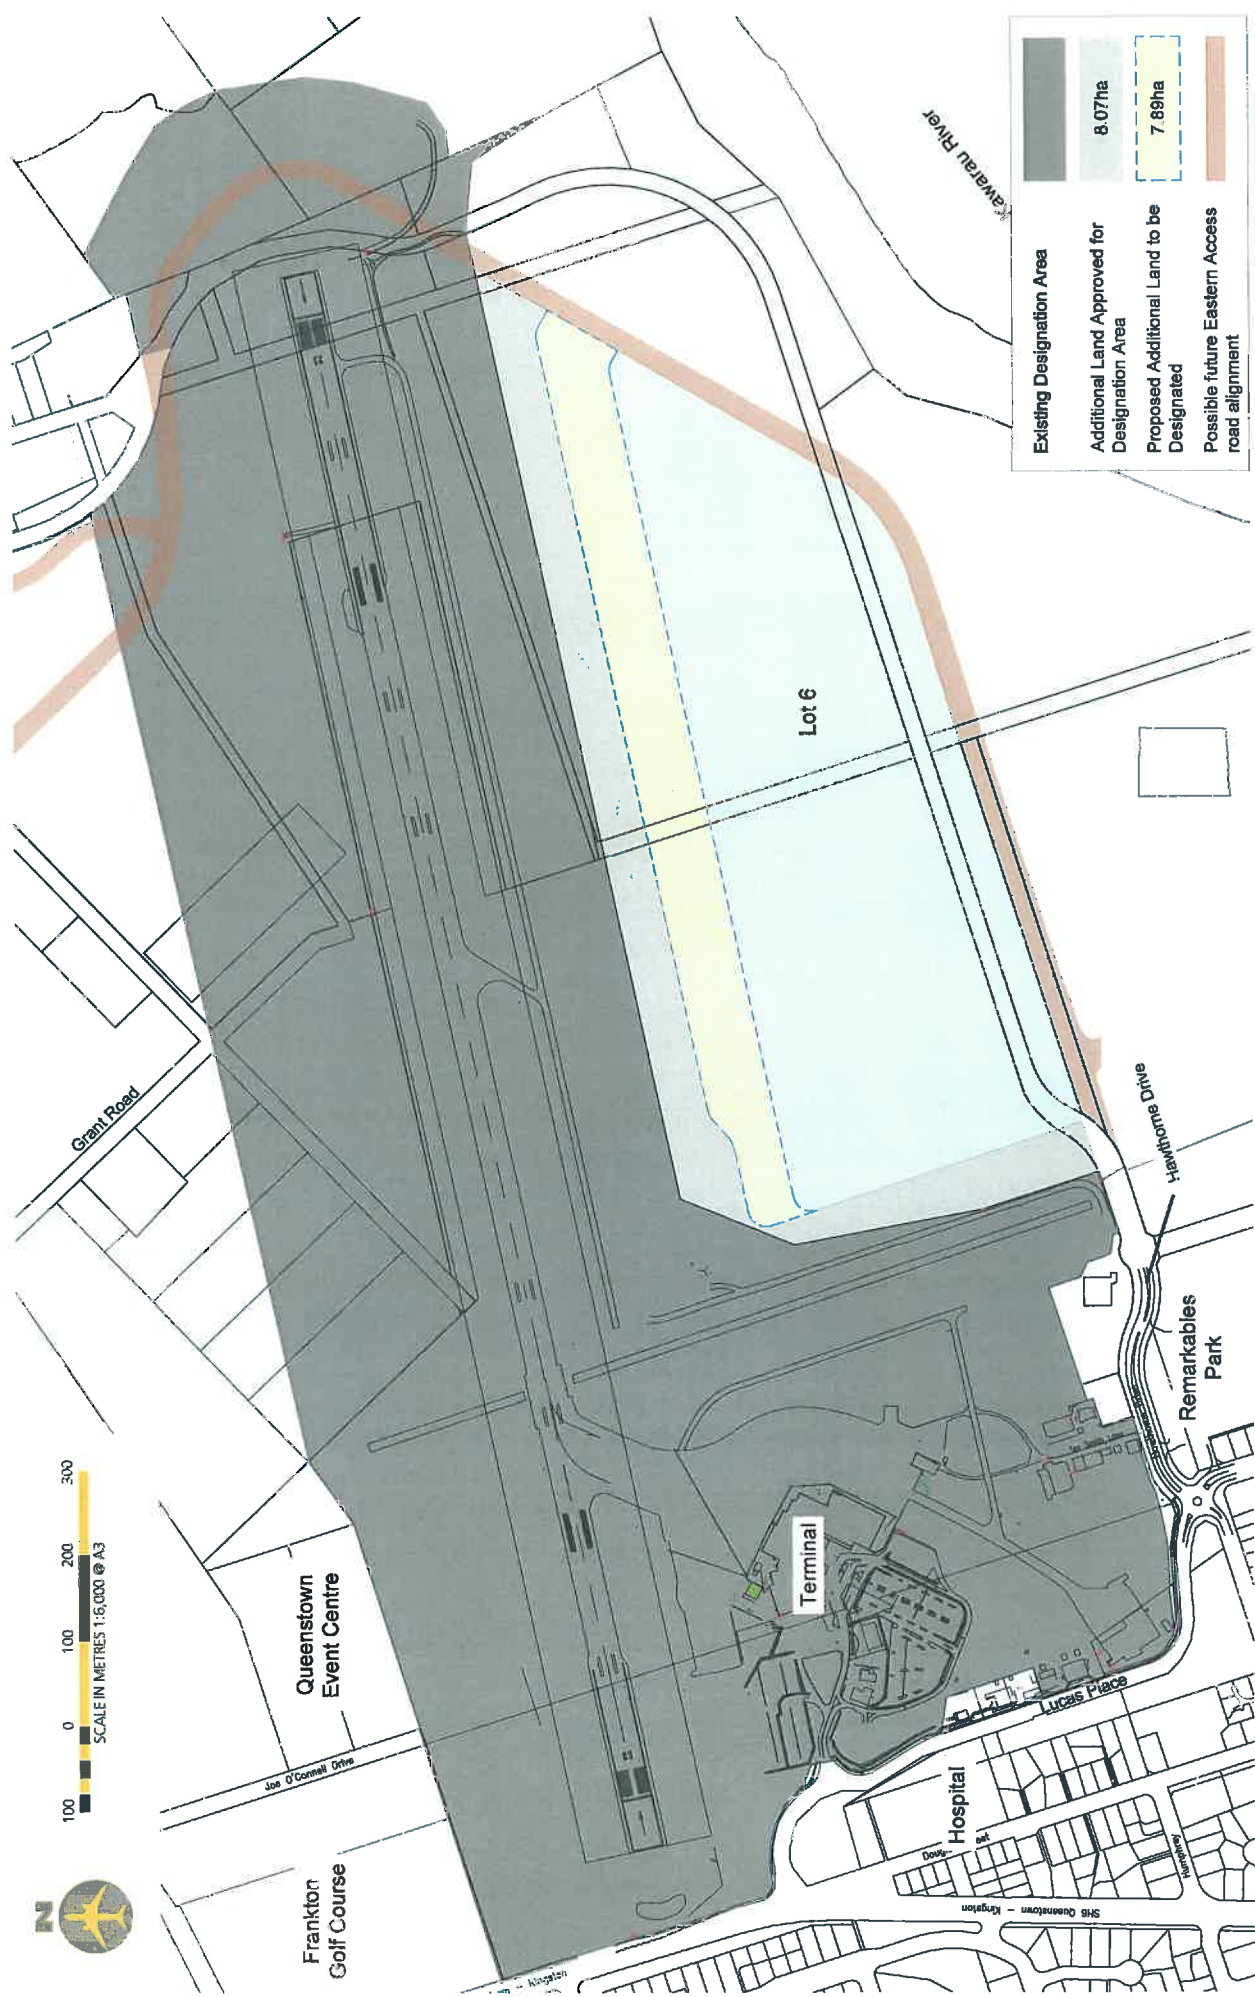 N
100
0
100
200
300
SCALE IN METRES 1:6,000 @ A3
Frankton
Golf Course
Joe O'Connell Drive
Queenstown
Event Centre
Grant Road
Terminal
Hospital
Lucas Place
Humphrey
SH6 Queenstown - Kingston
- Kingston
Remarkables
Park
Hawthorne Drive
Lot 6
Kawarau River
Existing Designation Area
Additional Land Approved for
Designation Area
8.07ha
Proposed Additional Land to be
Designated
7.89ha
Possible future Eastern Access
road alignment